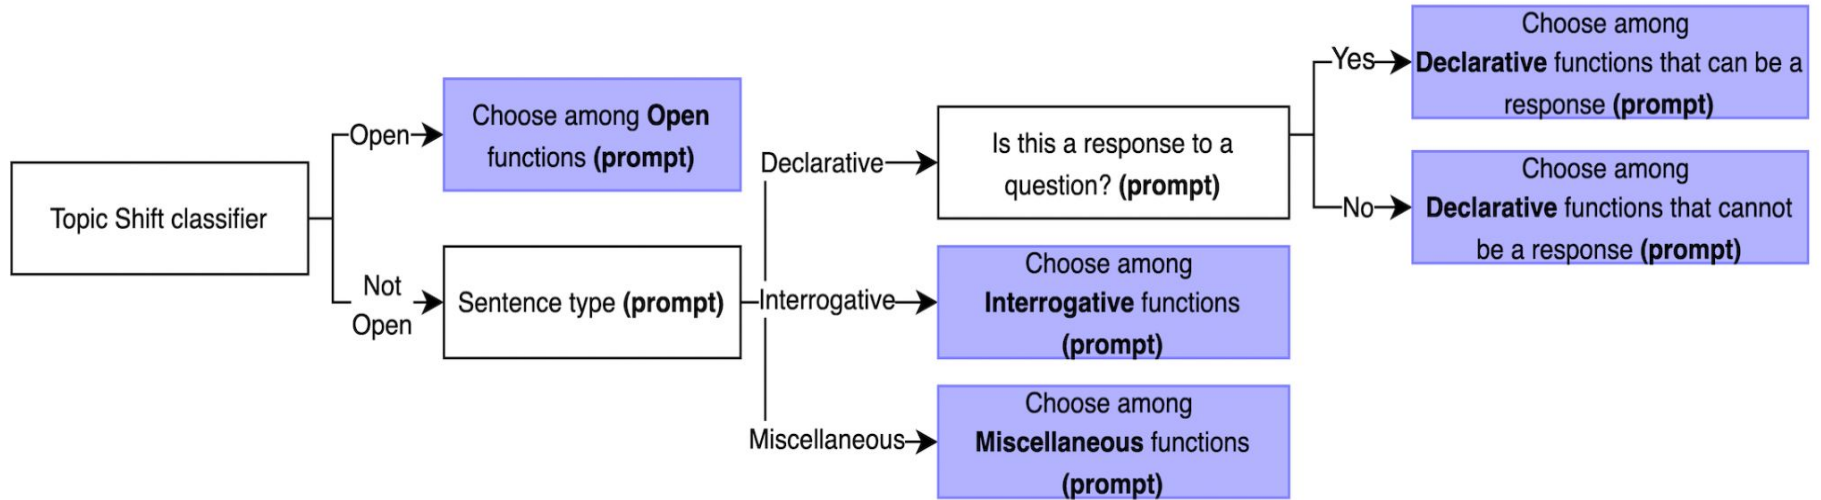 Topic Shift classifier
Open
Choose among Open
functions (prompt)
Not
Open
Sentence type (prompt)
Declarative
Is this a response to a
question? (prompt)
Yes
Choose among
Declarative functions that can be a
response (prompt)
No
Choose among
Declarative functions that cannot
be a response (prompt)
Interrogative
Choose among
Interrogative functions
(prompt)
Miscellaneous
Choose among
Miscellaneous functions
(prompt)